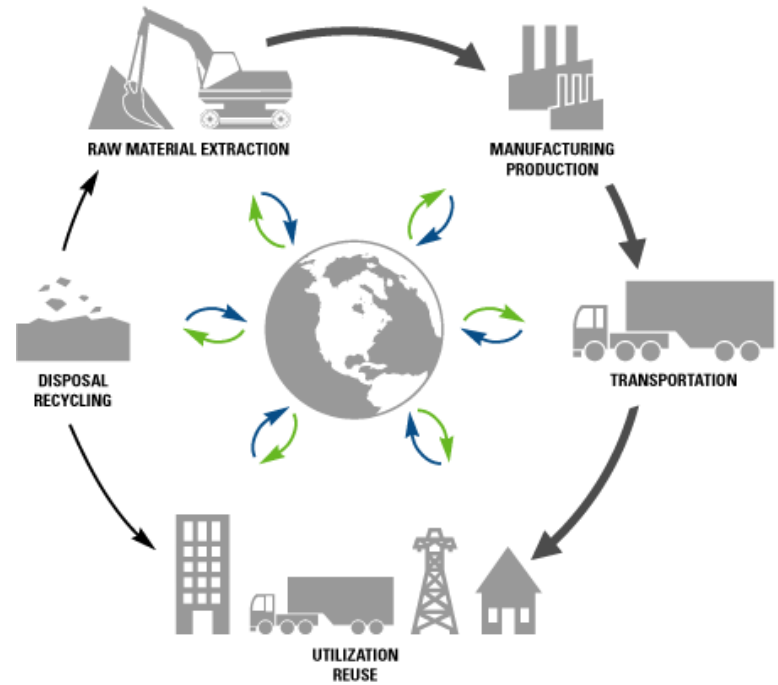 RAW MATERIAL EXTRACTION
MANUFACTURING
PRODUCTION
TRANSPORTATION
DISPOSAL
RECYCLING
UTILIZATION
REUSE